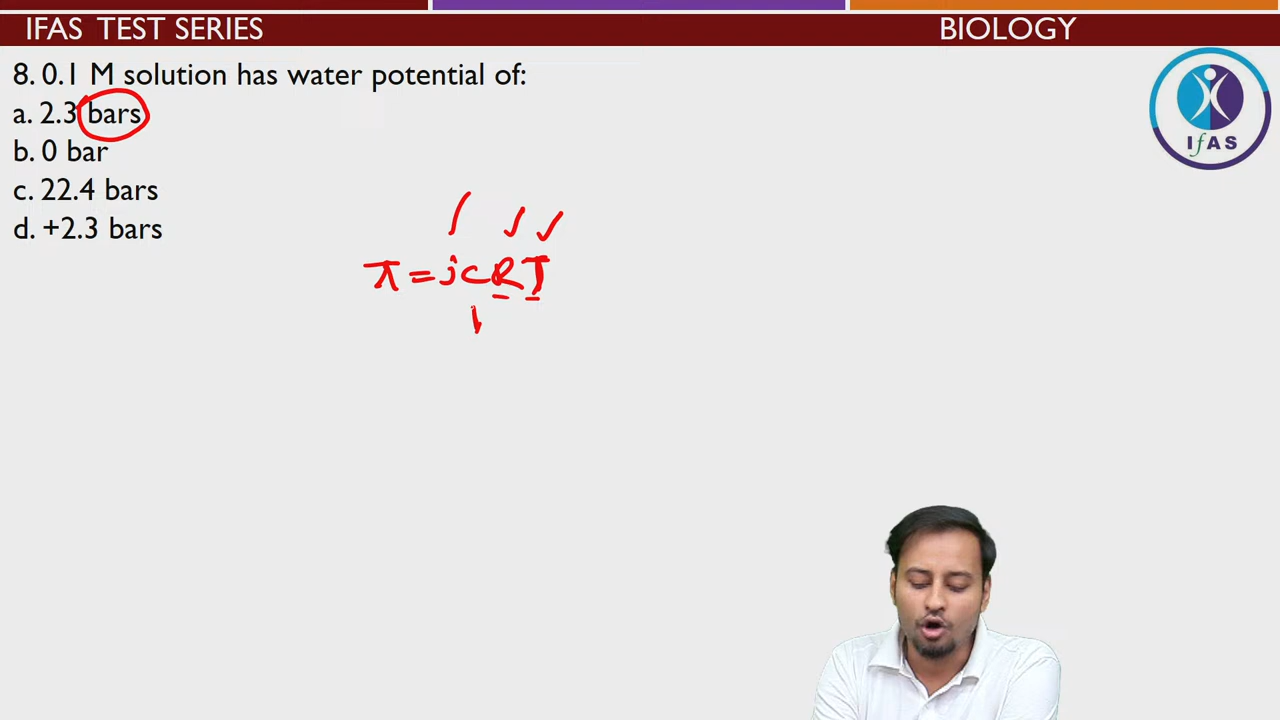 IFAS TEST SERIES
BIOLOGY
8. 0.1 M solution has water potential of:
a. 2.3 bars
b. 0 bar
c. 22.4 bars
d. +2.3 bars
π = jcRT
IfAS